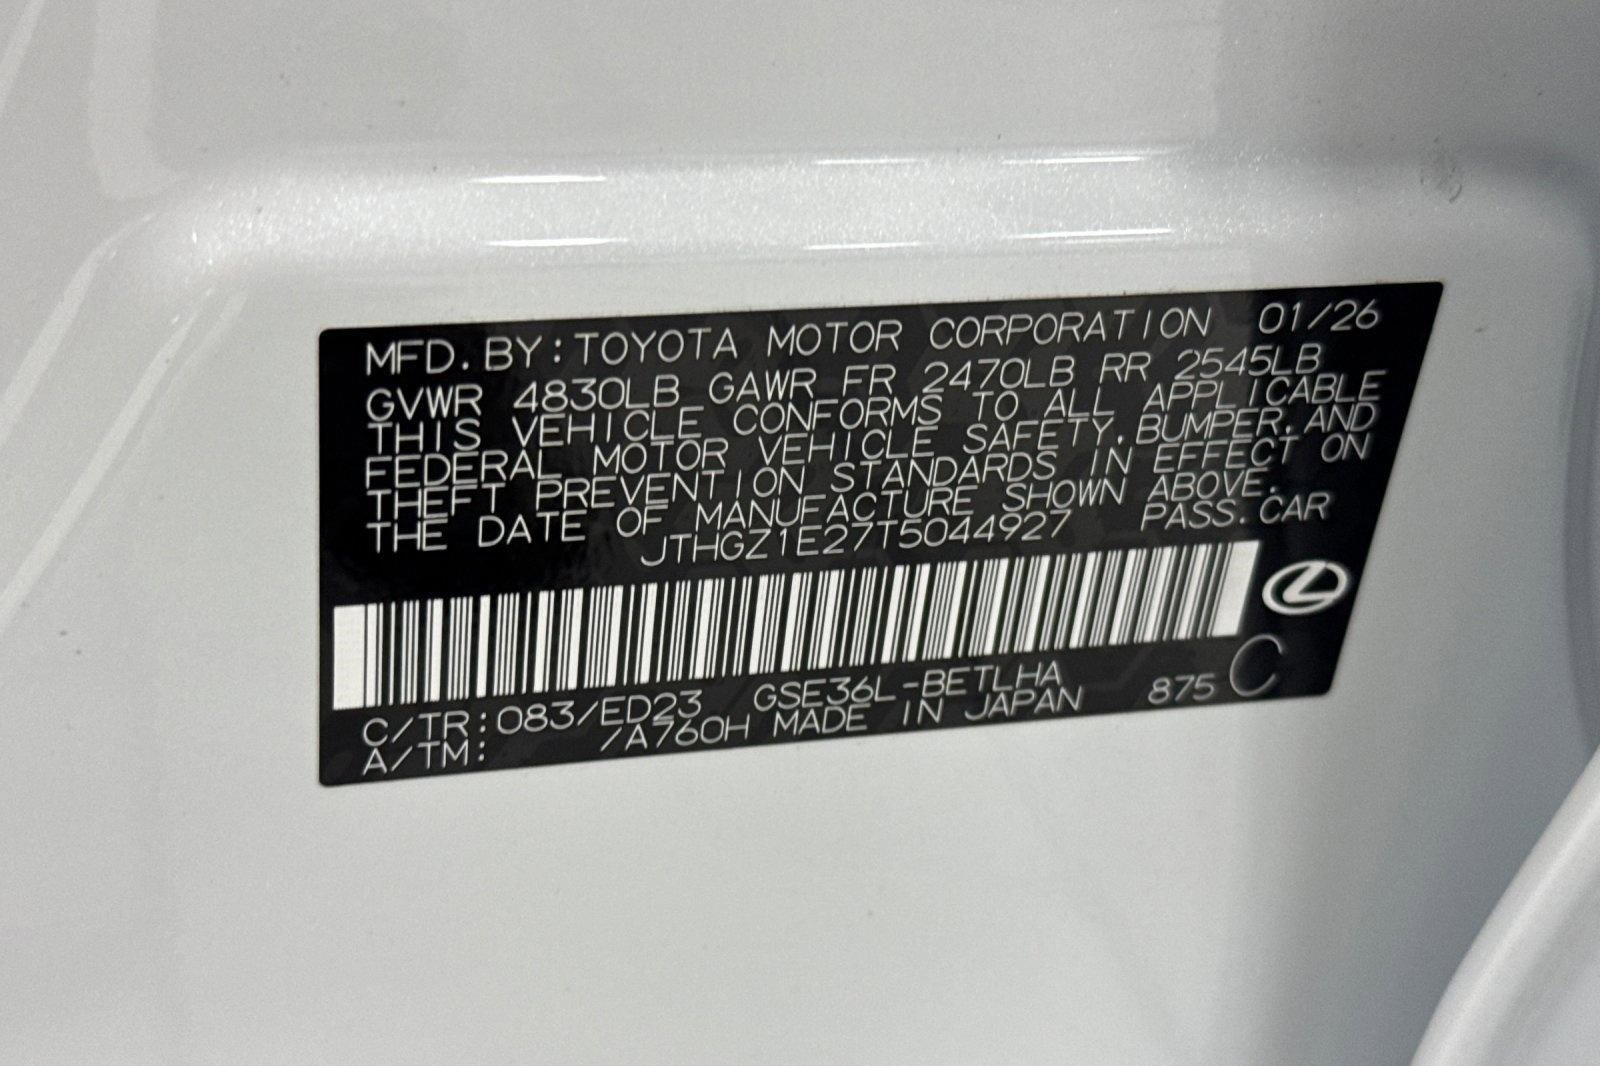 MFD. BY: TOYOTA MOTOR CORPORATION 01/26
GVWR 4830LB GAWR FR 2470LB RR 2545LB
THIS VEHICLE CONFORMS TO ALL APPLICABLE
FEDERAL MOTOR VEHICLE SAFETY, BUMPER, AND
THEFT PREVENTION STANDARDS IN EFFECT ON
THE DATE OF MANUFACTURE SHOWN ABOVE.
JTHGZ1E27T5044927 PASS. CAR
C/TR: 083/ED23 GSE36L-BETLHA 875 C
A/TM: /A760H MADE IN JAPAN